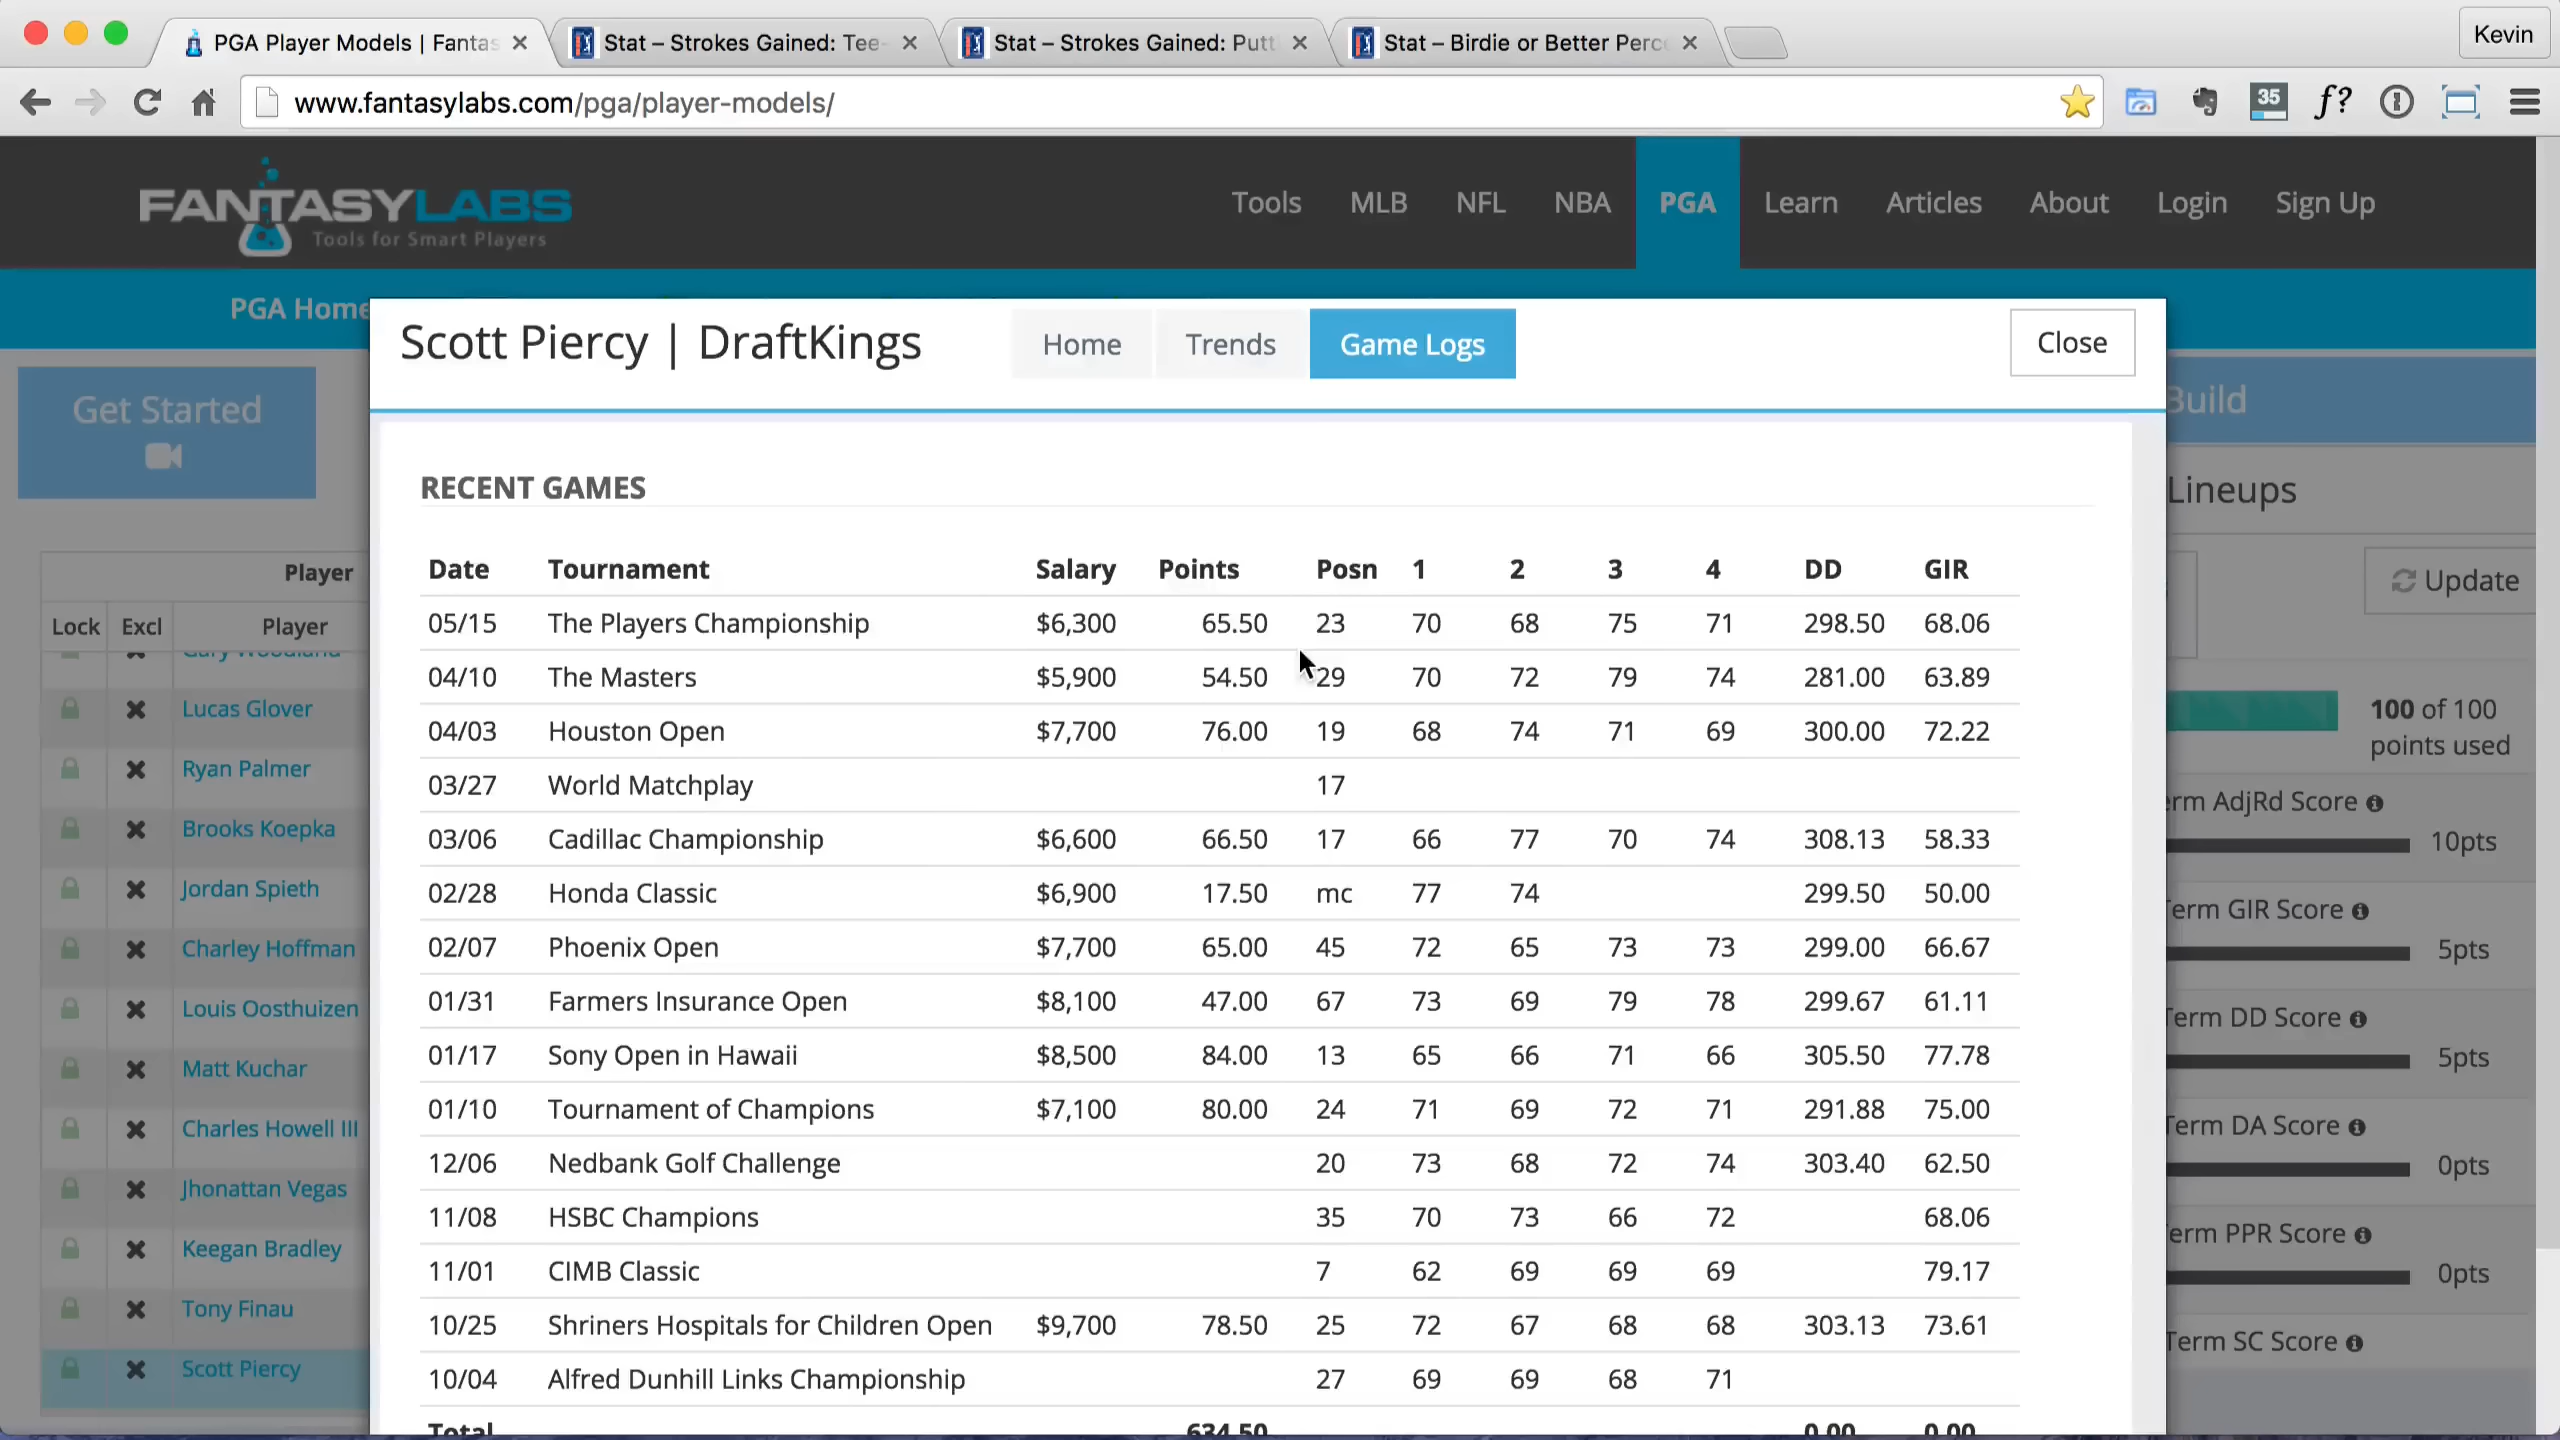 PGA Player Models | Fantas
Stat – Strokes Gained: Tee-
Stat – Strokes Gained: Putt
Stat – Birdie or Better Perc
Kevin
www.fantasylabs.com/pga/player-models/
35
f?
FANTASYLABS
Tools for Smart Players
Tools MLB NFL NBA PGA Learn Articles About Login Sign Up
PGA Home
Scott Piercy | DraftKings
Home Trends Game Logs
Close
Get Started
Build
RECENT GAMES
Lineups
Date Tournament Salary Points Posn 1 2 3 4 DD GIR
05/15 The Players Championship $6,300 65.50 23 70 68 75 71 298.50 68.06
04/10 The Masters $5,900 54.50 29 70 72 79 74 281.00 63.89
04/03 Houston Open $7,700 76.00 19 68 74 71 69 300.00 72.22
03/27 World Matchplay 17
03/06 Cadillac Championship $6,600 66.50 17 66 77 70 74 308.13 58.33
02/28 Honda Classic $6,900 17.50 mc 77 74 299.50 50.00
02/07 Phoenix Open $7,700 65.00 45 72 65 73 73 299.00 66.67
01/31 Farmers Insurance Open $8,100 47.00 67 73 69 79 78 299.67 61.11
01/17 Sony Open in Hawaii $8,500 84.00 13 65 66 71 66 305.50 77.78
01/10 Tournament of Champions $7,100 80.00 24 71 69 72 71 291.88 75.00
12/06 Nedbank Golf Challenge 20 73 68 72 74 303.40 62.50
11/08 HSBC Champions 35 70 73 66 72 68.06
11/01 CIMB Classic 7 62 69 69 69 79.17
10/25 Shriners Hospitals for Children Open $9,700 78.50 25 72 67 68 68 303.13 73.61
10/04 Alfred Dunhill Links Championship 27 69 69 68 71
Total 634.50 0.00 0.00
Player
Lock Excl Player
Gary Woodland
Lucas Glover
Ryan Palmer
Brooks Koepka
Jordan Spieth
Charley Hoffman
Louis Oosthuizen
Matt Kuchar
Charles Howell III
Jhonattan Vegas
Keegan Bradley
Tony Finau
Scott Piercy
Update
100 of 100
points used
erm AdjRd Score
10pts
Term GIR Score
5pts
Term DD Score
5pts
Term DA Score
0pts
erm PPR Score
0pts
Term SC Score